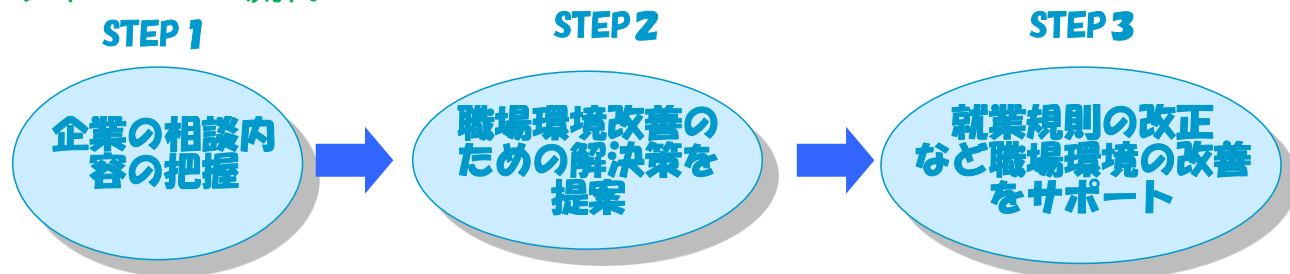 STEP 1
企業の相談内
容の把握
STEP 2
職場環境改善の
ための解決策を
提案
STEP 3
就業規則の改正
など職場環境の改善
をサポート